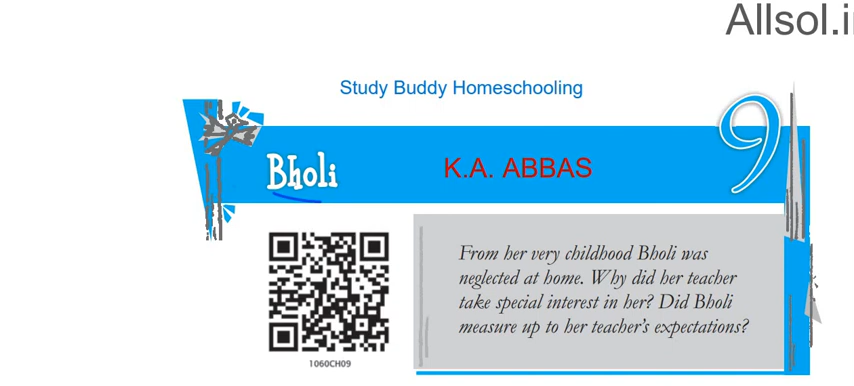 Allsol.i
Study Buddy Homeschooling
9
Bholi
K.A. ABBAS
From her very childhood Bholi was
neglected at home. Why did her teacher
take special interest in her? Did Bholi
measure up to her teacher's expectations?
1060CH09